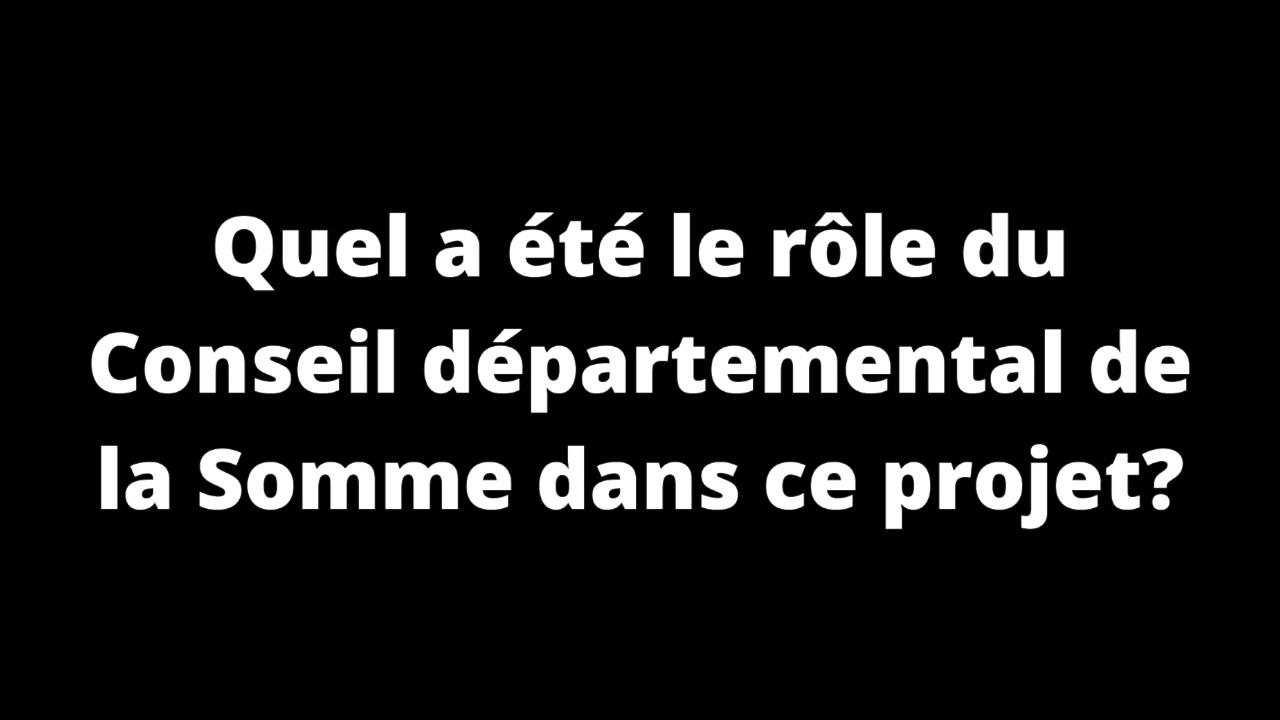 Quel a été le rôle du
Conseil départemental de
la Somme dans ce projet?